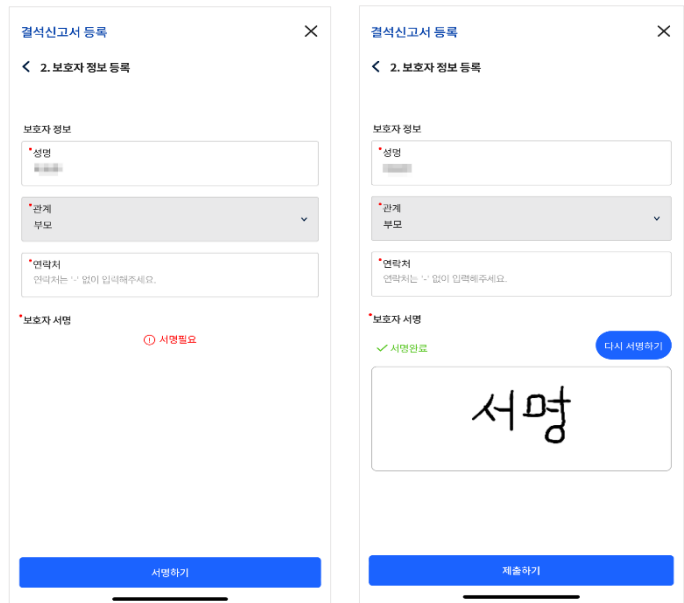 결석신고서 등록
2. 보호자 정보 등록
보호자 정보
*성명
*관계
부모
*연락처
연락처는 '-' 없이 입력해주세요.
*보호자 서명
서명필요
서명하기
결석신고서 등록
2. 보호자 정보 등록
보호자 정보
*성명
*관계
부모
*연락처
연락처는 '-' 없이 입력해주세요.
*보호자 서명
서명완료
다시 서명하기
서명
제출하기